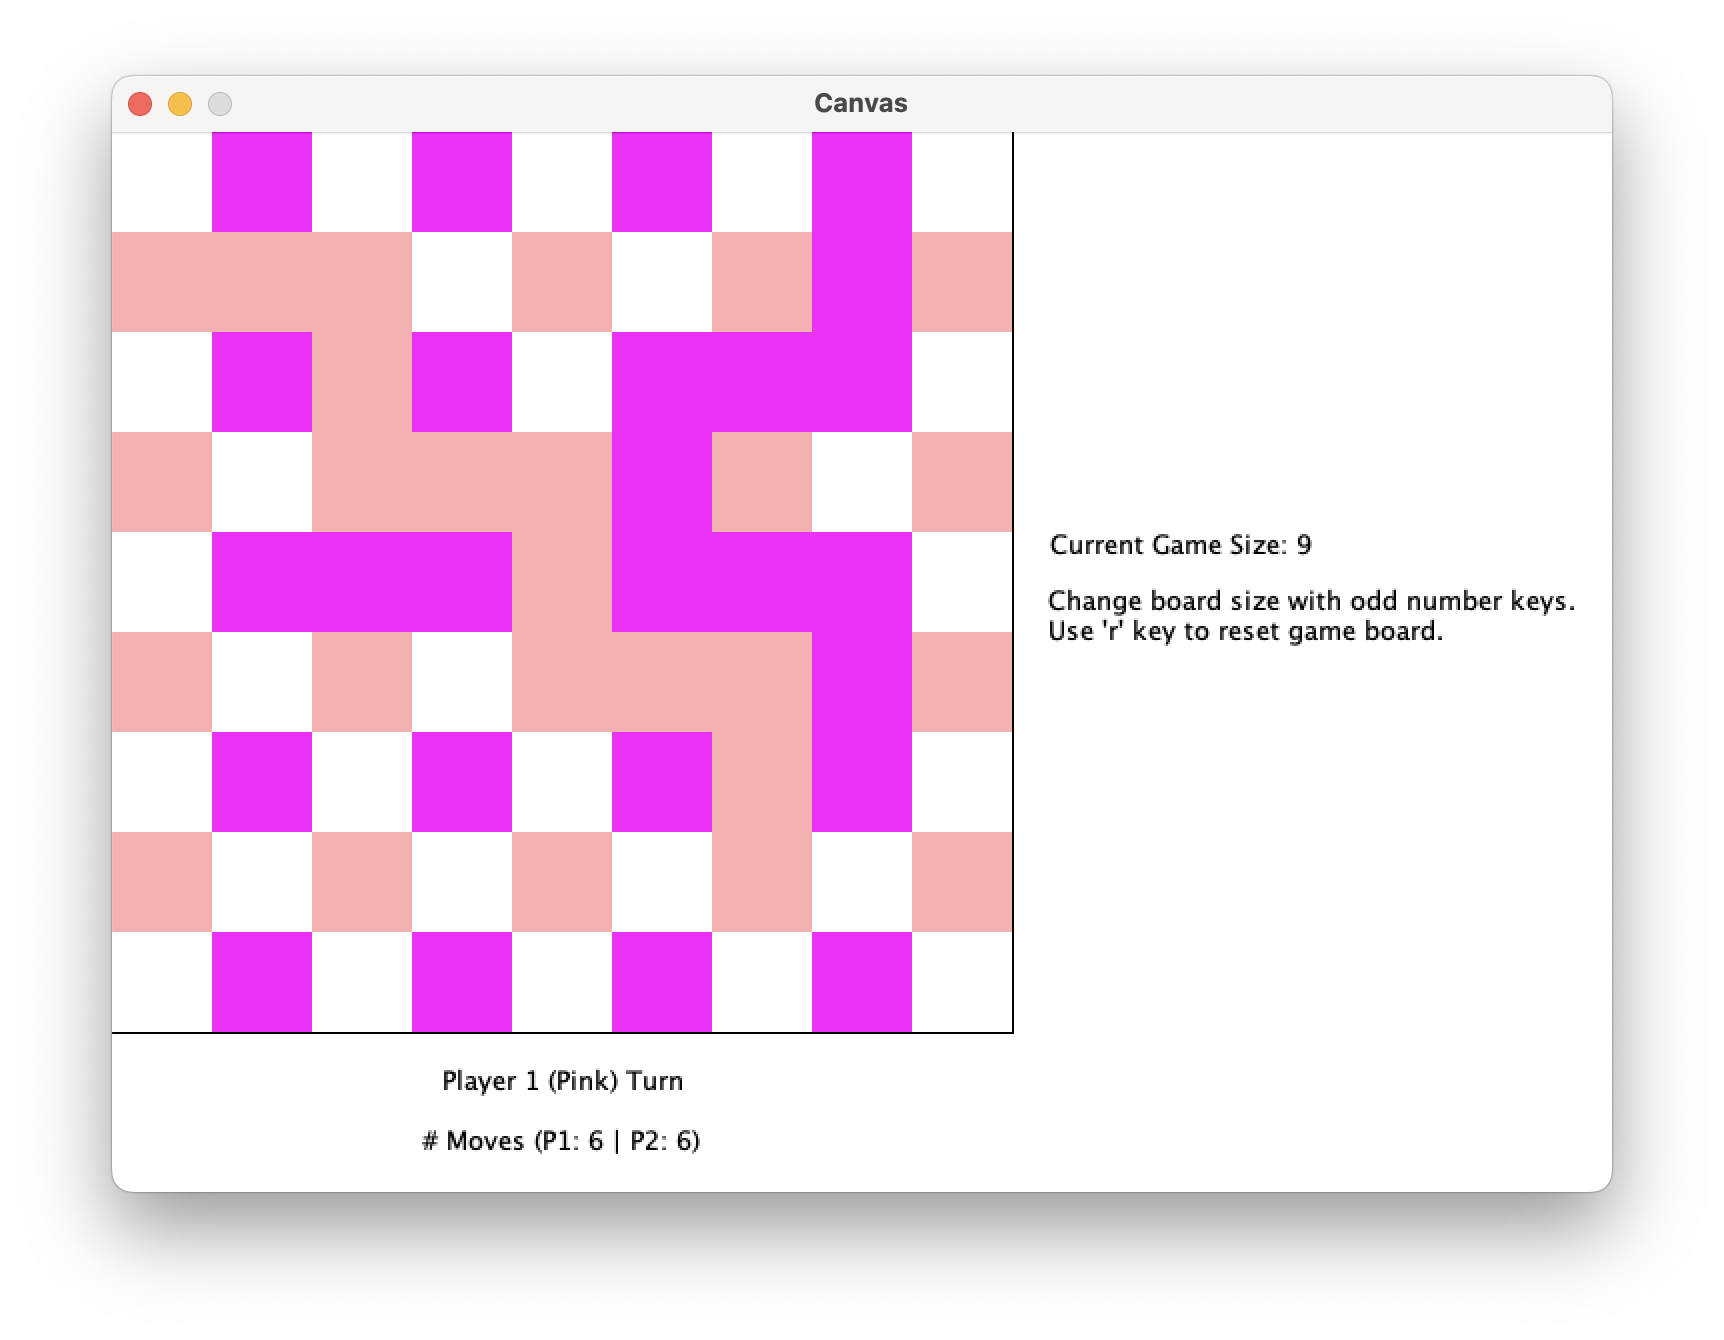 Canvas
Current Game Size: 9
Change board size with odd number keys.
Use 'r' key to reset game board.
Player 1 (Pink) Turn
# Moves (P1: 6 | P2: 6)